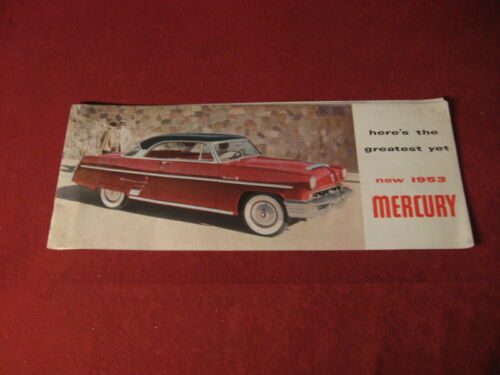 here's the
greatest yet
new 1953
MERCURY